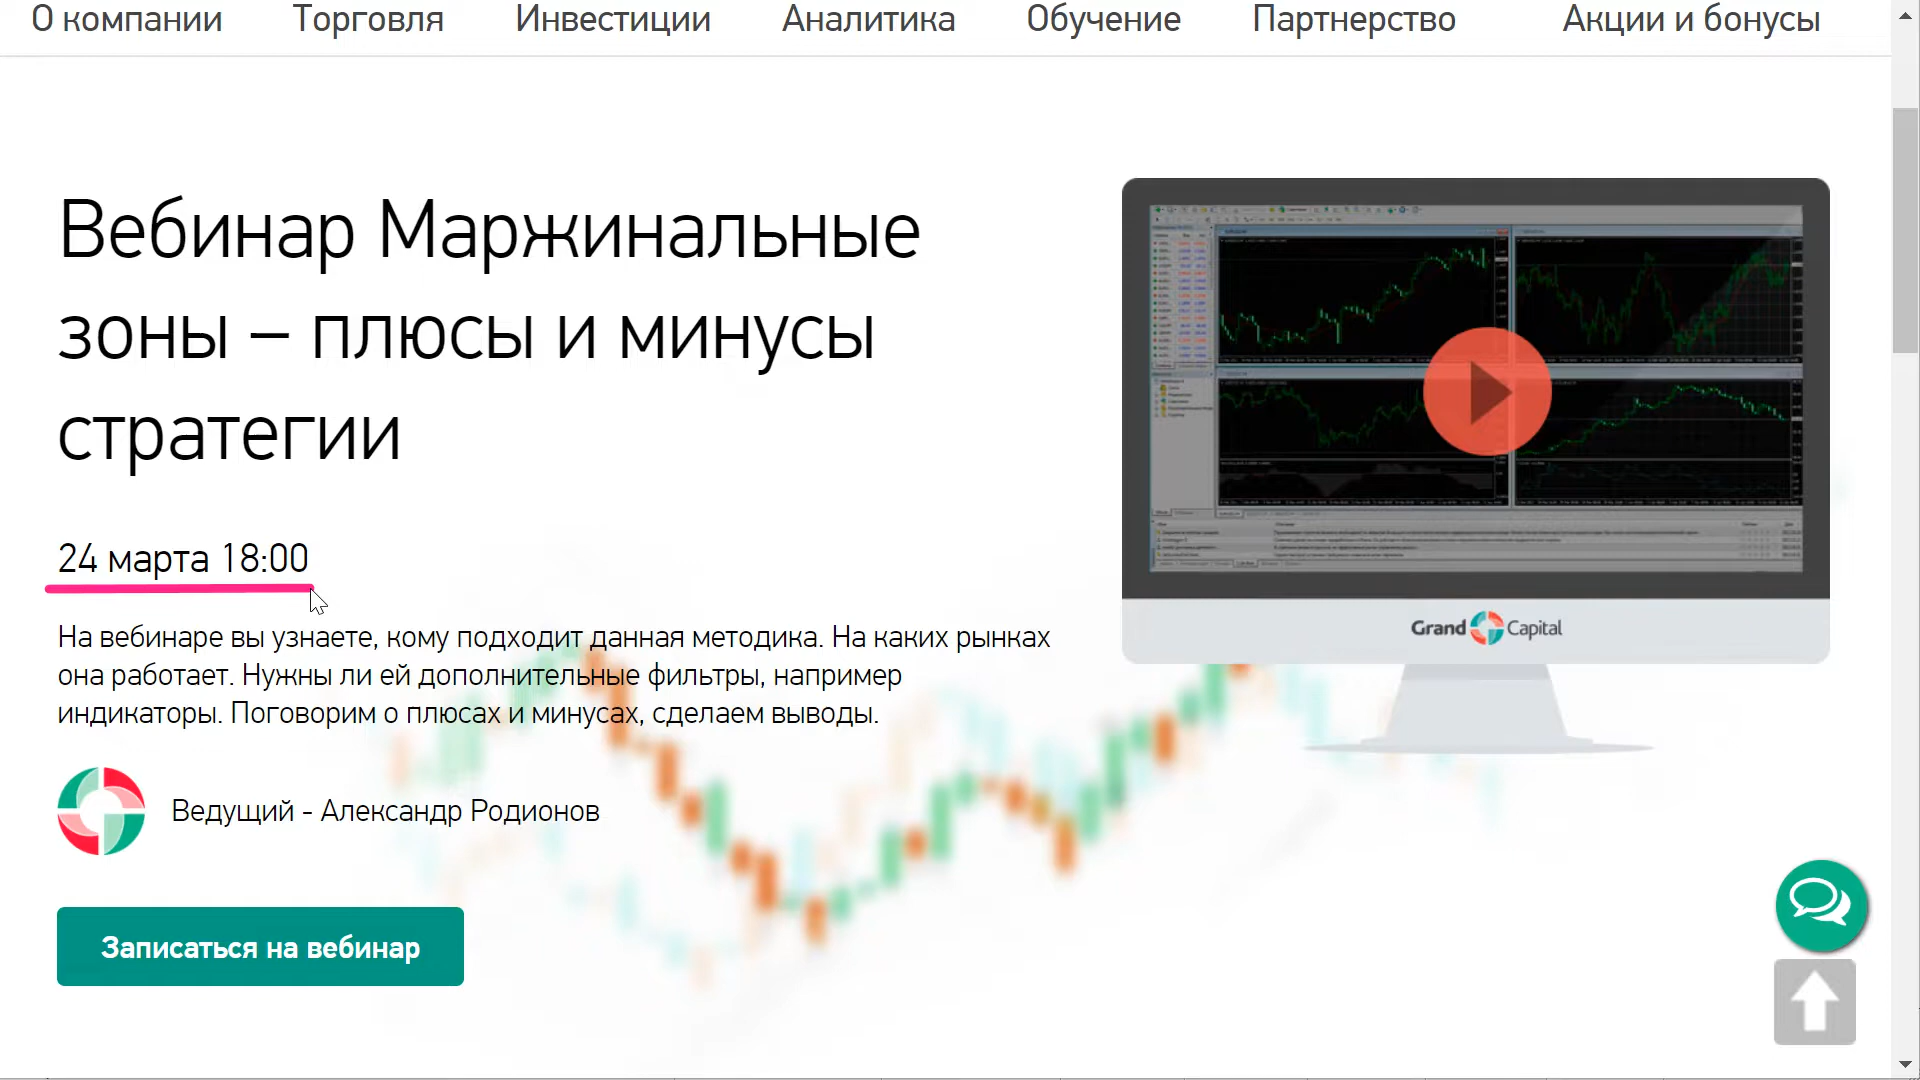 О компании Торговля Инвестиции Аналитика Обучение Партнерство Акции и бонусы
Вебинар Маржинальные
зоны – плюсы и минусы
стратегии
24 марта 18:00
На вебинаре вы узнаете, кому подходит данная методика. На каких рынках
она работает. Нужны ли ей дополнительные фильтры, например
индикаторы. Поговорим о плюсах и минусах, сделаем выводы.
Ведущий - Александр Родионов
Записаться на вебинар
Grand Capital